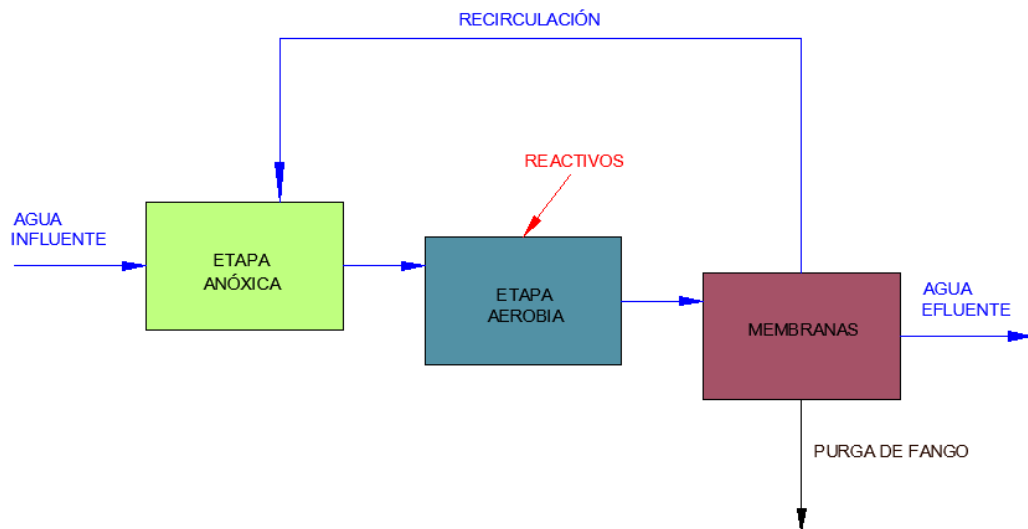 RECIRCULACIÓN
REACTIVOS
AGUA
INFLUENTE
ETAPA
ANÓXICA
ETAPA
AEROBIA
MEMBRANAS
AGUA
EFLUENTE
PURGA DE FANGO